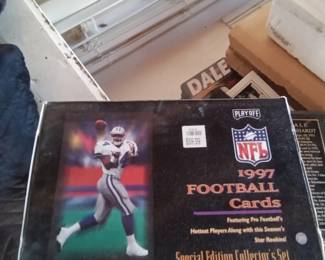 DALE
PLAYOFF
NFL
1997
FOOTBALL
Cards
Featuring Pro Football's
Hottest Players Along with this Season's
Star Rookies!
Special Edition Collector's Set